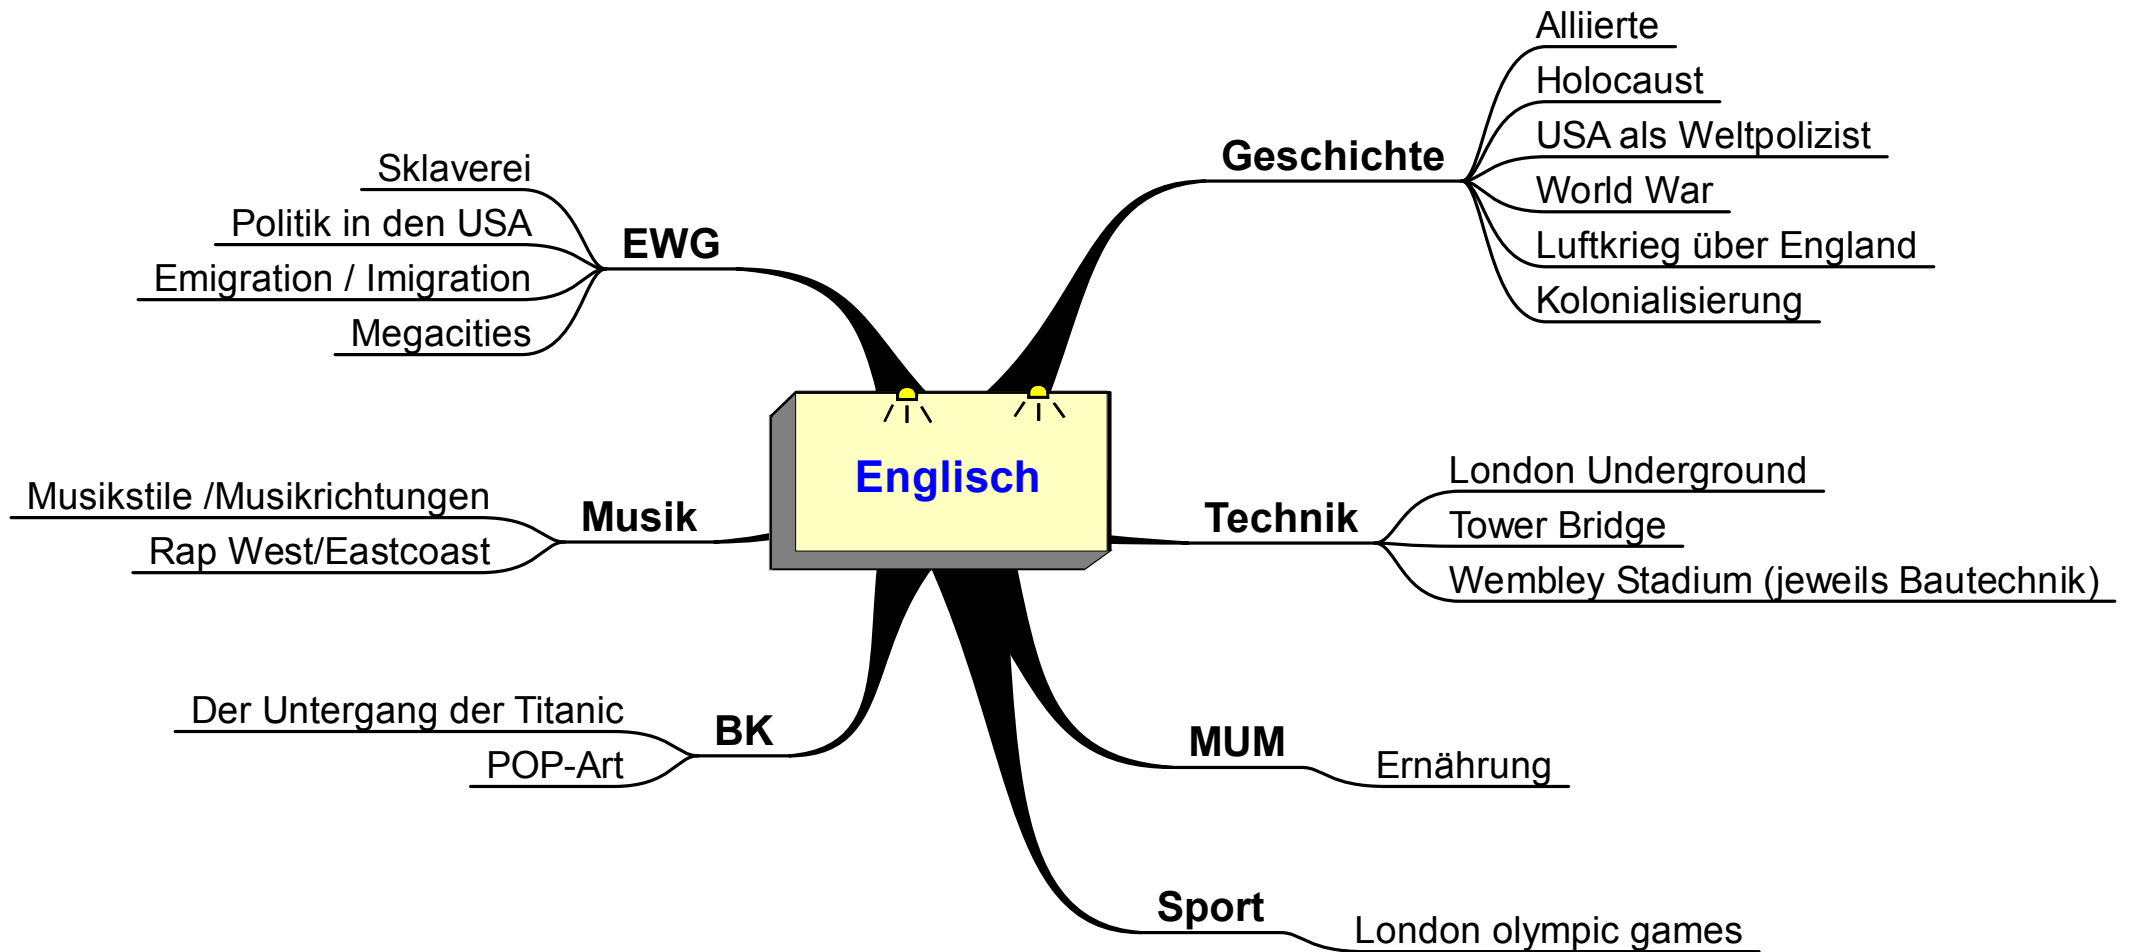 Englisch
Geschichte
Alliierte
Holocaust
USA als Weltpolizist
World War
Luftkrieg über England
Kolonialisierung
Technik
London Underground
Tower Bridge
Wembley Stadium (jeweils Bautechnik)
MUM
Ernährung
Sport
London olympic games
EWG
Sklaverei
Politik in den USA
Emigration / Imigration
Megacities
Musik
Musikstile /Musikrichtungen
Rap West/Eastcoast
BK
Der Untergang der Titanic
POP-Art